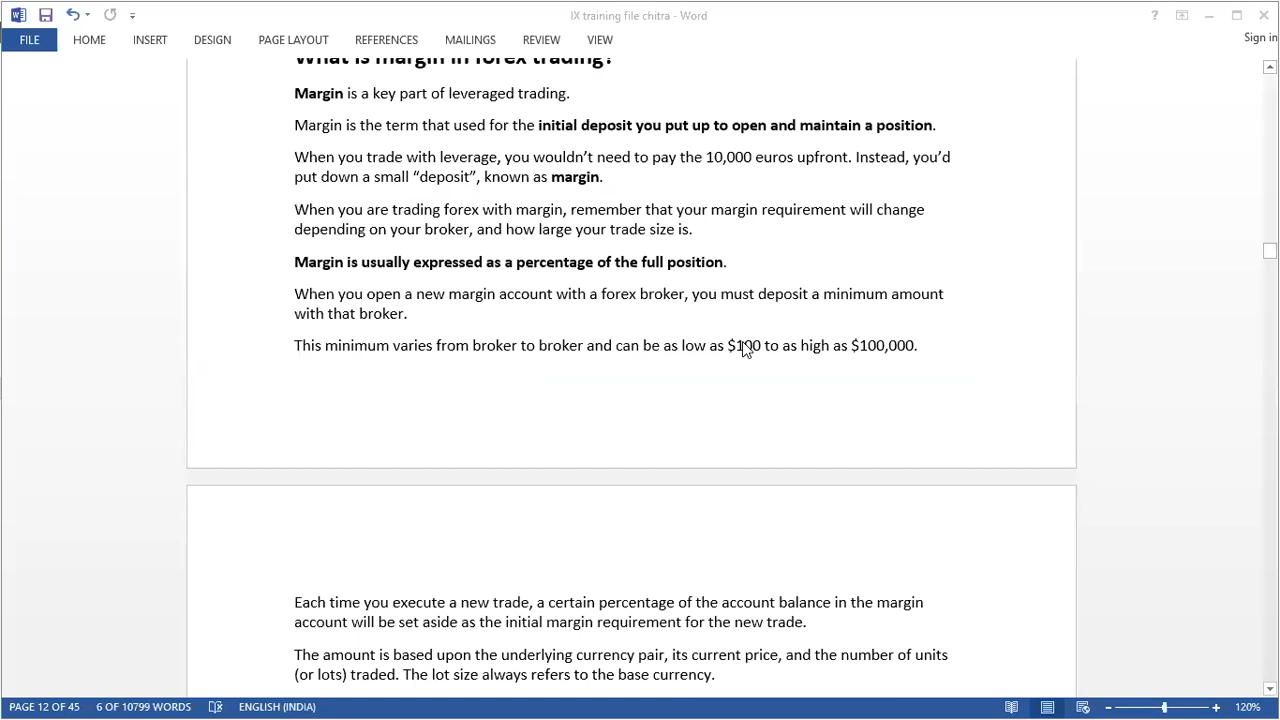 IX training file chitra - Word
FILE HOME INSERT DESIGN PAGE LAYOUT REFERENCES MAILINGS REVIEW VIEW Sign in
What is margin in forex trading?
Margin is a key part of leveraged trading.
Margin is the term that used for the initial deposit you put up to open and maintain a position.
When you trade with leverage, you wouldn't need to pay the 10,000 euros upfront. Instead, you'd
put down a small “deposit”, known as margin.
When you are trading forex with margin, remember that your margin requirement will change
depending on your broker, and how large your trade size is.
Margin is usually expressed as a percentage of the full position.
When you open a new margin account with a forex broker, you must deposit a minimum amount
with that broker.
This minimum varies from broker to broker and can be as low as $100 to as high as $100,000.
Each time you execute a new trade, a certain percentage of the account balance in the margin
account will be set aside as the initial margin requirement for the new trade.
The amount is based upon the underlying currency pair, its current price, and the number of units
(or lots) traded. The lot size always refers to the base currency.
PAGE 12 OF 45 6 OF 10799 WORDS ENGLISH (INDIA) 120%